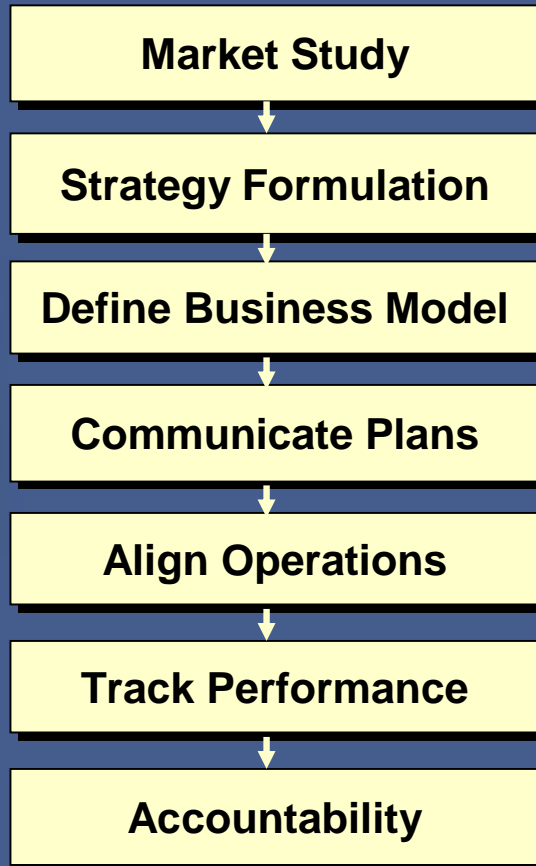 Market Study
Strategy Formulation
Define Business Model
Communicate Plans
Align Operations
Track Performance
Accountability